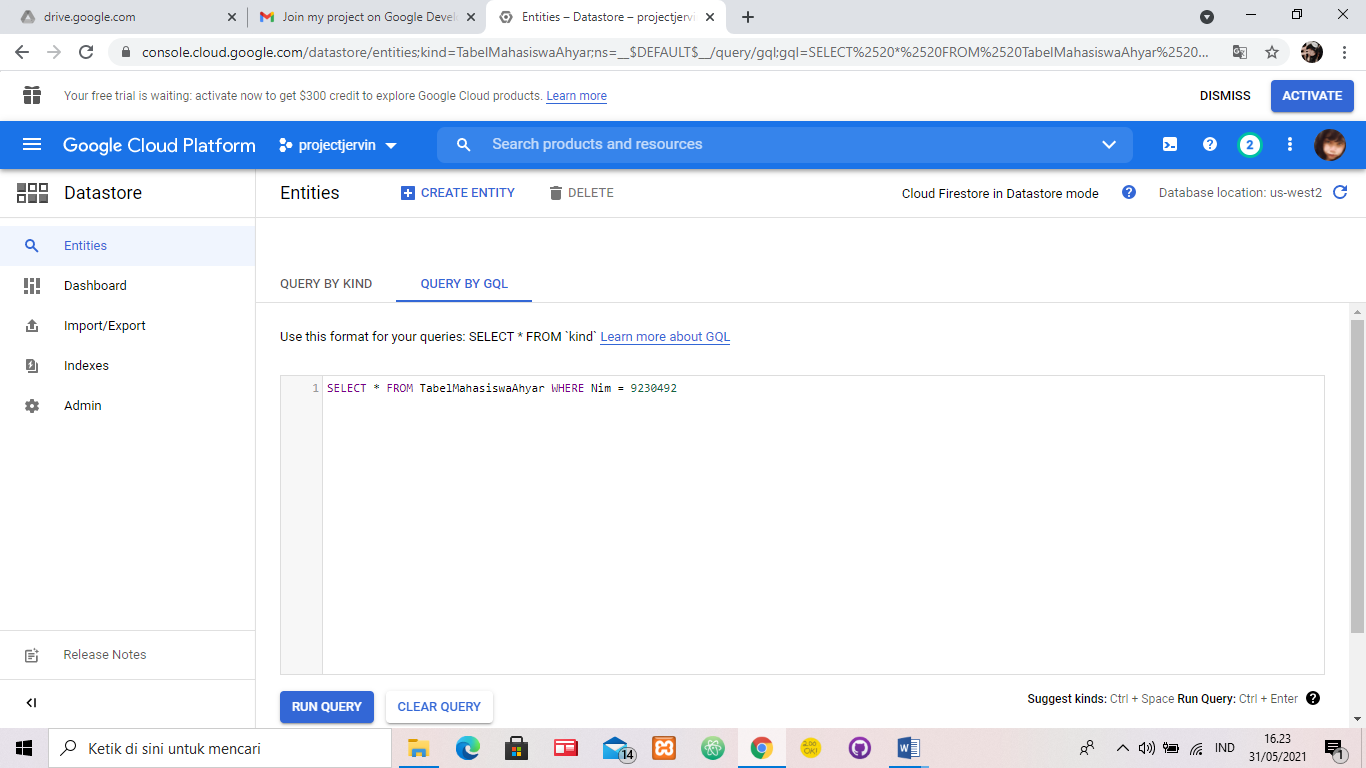 drive.google.com
Join my project on Google Devel
Entities – Datastore – projectjervi
console.cloud.google.com/datastore/entities;kind=TabelMahasiswaAhyar;ns=__$DEFAULT$__/query/gql;gql=SELECT%2520*%2520FROM%2520TabelMahasiswaAhyar%2520...
Your free trial is waiting: activate now to get $300 credit to explore Google Cloud products. Learn more
DISMISS
ACTIVATE
Google Cloud Platform
projectjervin
Search products and resources
2
Datastore
Entities
CREATE ENTITY
DELETE
Cloud Firestore in Datastore mode
Database location: us-west2
Entities
Dashboard
Import/Export
Indexes
Admin
Release Notes
QUERY BY KIND
QUERY BY GQL
Use this format for your queries: SELECT * FROM `kind` Learn more about GQL
1 SELECT * FROM TabelMahasiswaAhyar WHERE Nim = 9230492
RUN QUERY
CLEAR QUERY
Suggest kinds: Ctrl + Space Run Query: Ctrl + Enter
Ketik di sini untuk mencari
14
IND
16.23
31/05/2021
1